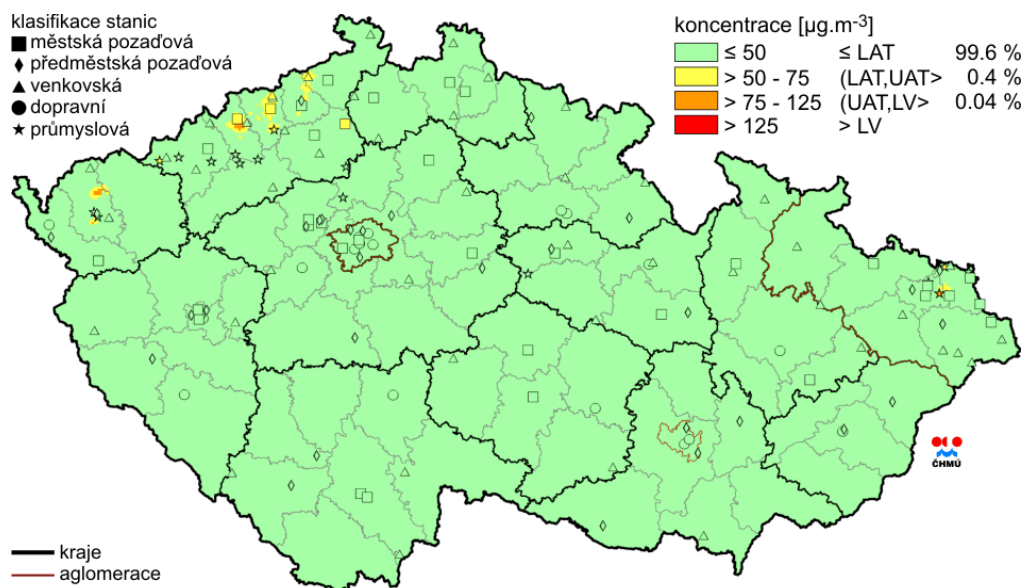 klasifikace stanic
městská pozaďová
předměstská pozaďová
venkovská
dopravní
průmyslová
koncentrace [µg.m-3]
≤ 50 ≤ LAT 99.6 %
> 50 - 75 (LAT,UAT> 0.4 %
> 75 - 125 (UAT,LV> 0.04 %
> 125 > LV
ČHMÚ
kraje
aglomerace